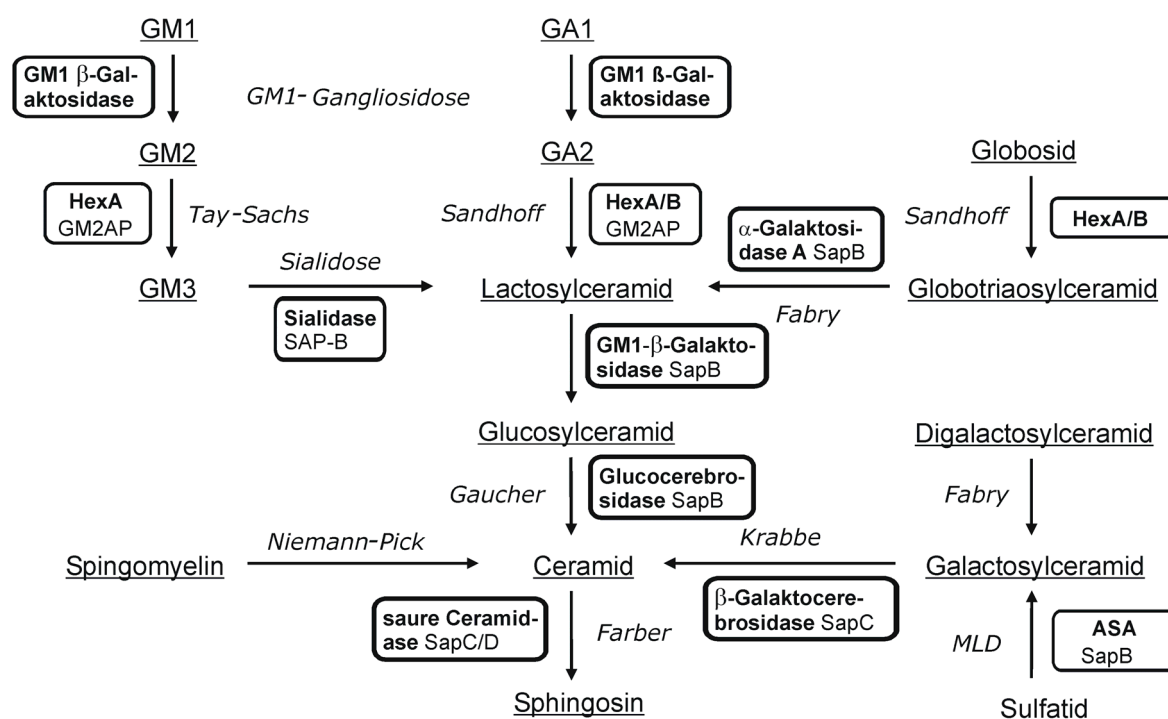 GM1
GA1
GM1 β-Gal-
aktosidase
GM1-Gangliosidose
GM1 ß-Gal-
aktosidase
GM2
GA2
Globosid
HexA
GM2AP
Tay-Sachs
Sandhoff
HexA/B
GM2AP
α-Galaktosi-
dase A SapB
Sandhoff
HexA/B
Sialidose
GM3
Lactosylceramid
Globotriaosylceramid
Sialidase
SAP-B
Fabry
GM1-β-Galakto-
sidase SapB
Glucosylceramid
Digalactosylceramid
Gaucher
Glucocerebro-
sidase SapB
Fabry
Niemann-Pick
Krabbe
Spingomyelin
Ceramid
Galactosylceramid
saure Ceramid-
ase SapC/D
Farber
β-Galaktocere-
brosidase SapC
MLD
ASA
SapB
Sphingosin
Sulfatid